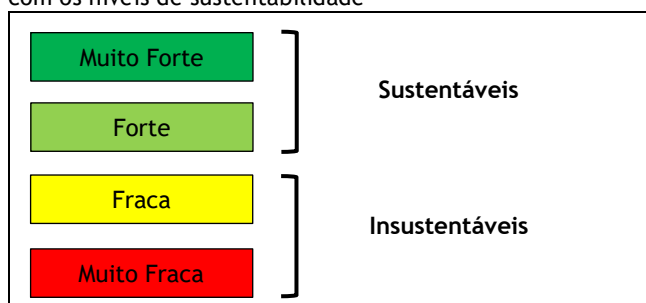 com os níveis de sustentabilidade
Muito Forte
Sustentáveis
Forte
Fraca
Insustentáveis
Muito Fraca